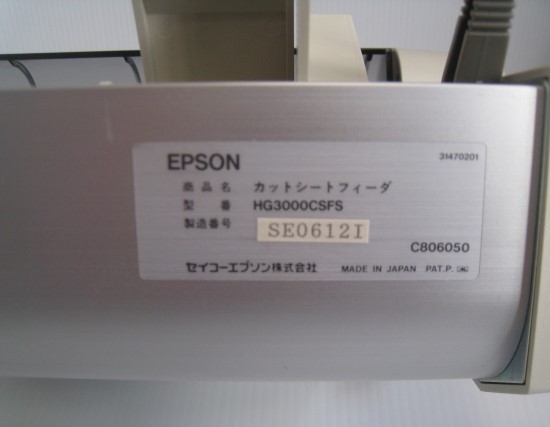 EPSON
31470201
商品名 カットシートフィーダ
型番 HG3000CSFS
製造番号 SE0612I
C806050
セイコーエプソン株式会社 MADE IN JAPAN PAT.P.